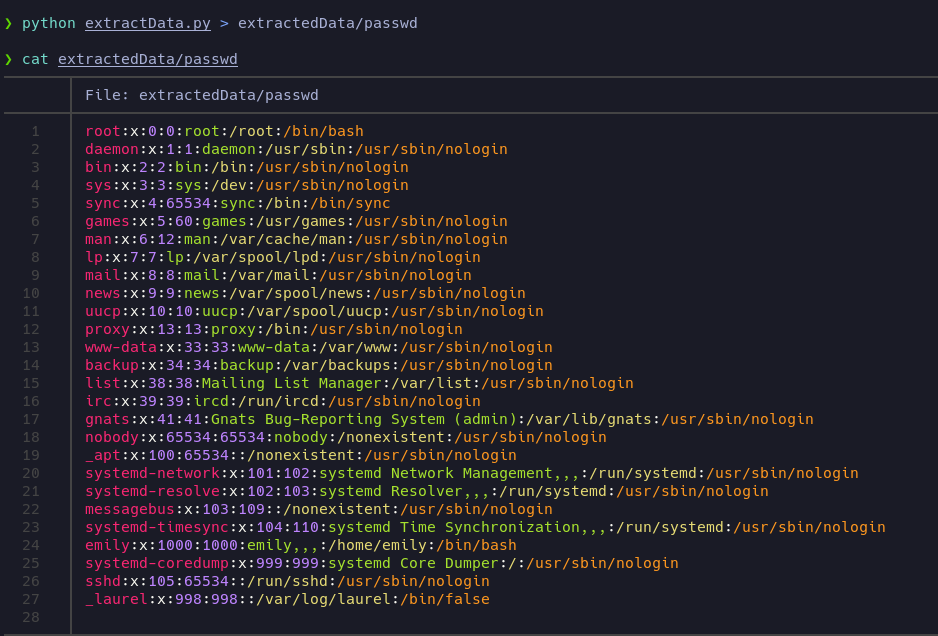 ❯ python extractData.py > extractedData/passwd
❯ cat extractedData/passwd
File: extractedData/passwd
1 root:x:0:0:root:/root:/bin/bash
2 daemon:x:1:1:daemon:/usr/sbin:/usr/sbin/nologin
3 bin:x:2:2:bin:/bin:/usr/sbin/nologin
4 sys:x:3:3:sys:/dev:/usr/sbin/nologin
5 sync:x:4:65534:sync:/bin:/bin/sync
6 games:x:5:60:games:/usr/games:/usr/sbin/nologin
7 man:x:6:12:man:/var/cache/man:/usr/sbin/nologin
8 lp:x:7:7:lp:/var/spool/lpd:/usr/sbin/nologin
9 mail:x:8:8:mail:/var/mail:/usr/sbin/nologin
10 news:x:9:9:news:/var/spool/news:/usr/sbin/nologin
11 uucp:x:10:10:uucp:/var/spool/uucp:/usr/sbin/nologin
12 proxy:x:13:13:proxy:/bin:/usr/sbin/nologin
13 www-data:x:33:33:www-data:/var/www:/usr/sbin/nologin
14 backup:x:34:34:backup:/var/backups:/usr/sbin/nologin
15 list:x:38:38:Mailing List Manager:/var/list:/usr/sbin/nologin
16 irc:x:39:39:ircd:/run/ircd:/usr/sbin/nologin
17 gnats:x:41:41:Gnats Bug-Reporting System (admin):/var/lib/gnats:/usr/sbin/nologin
18 nobody:x:65534:65534:nobody:/nonexistent:/usr/sbin/nologin
19 _apt:x:100:65534::/nonexistent:/usr/sbin/nologin
20 systemd-network:x:101:102:systemd Network Management,,,:/run/systemd:/usr/sbin/nologin
21 systemd-resolve:x:102:103:systemd Resolver,,,:/run/systemd:/usr/sbin/nologin
22 messagebus:x:103:109::/nonexistent:/usr/sbin/nologin
23 systemd-timesync:x:104:110:systemd Time Synchronization,,,:/run/systemd:/usr/sbin/nologin
24 emily:x:1000:1000:emily,,,:/home/emily:/bin/bash
25 systemd-coredump:x:999:999:systemd Core Dumper:/:/usr/sbin/nologin
26 sshd:x:105:65534::/run/sshd:/usr/sbin/nologin
27 _laurel:x:998:998::/var/log/laurel:/bin/false
28